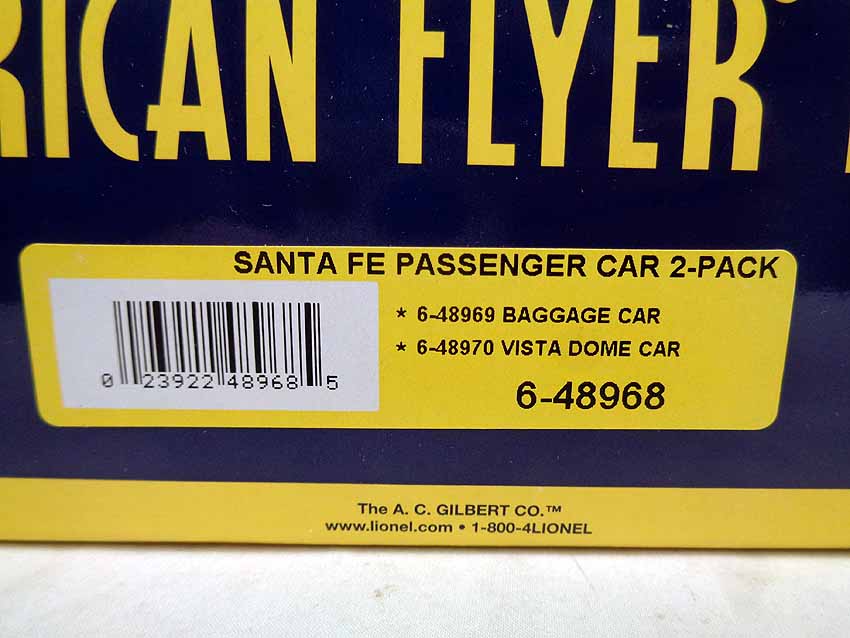 RICAN FLYER
SANTA FE PASSENGER CAR 2-PACK
* 6-48969 BAGGAGE CAR
* 6-48970 VISTA DOME CAR
6-48968
0 23922 48968 5
The A. C. GILBERT CO.™
www.lionel.com • 1-800-4LIONEL